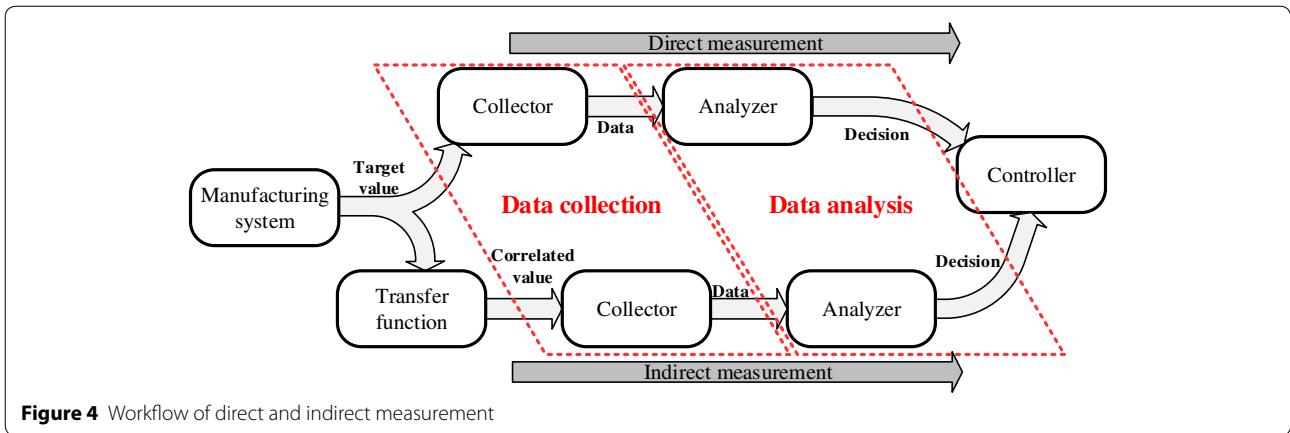 Direct measurement
Collector
Data
Analyzer
Decision
Target
value
Manufacturing
system
Controller
Data collection
Data analysis
Correlated
value
Transfer
function
Collector
Data
Analyzer
Decision
Indirect measurement
Figure 4 Workflow of direct and indirect measurement